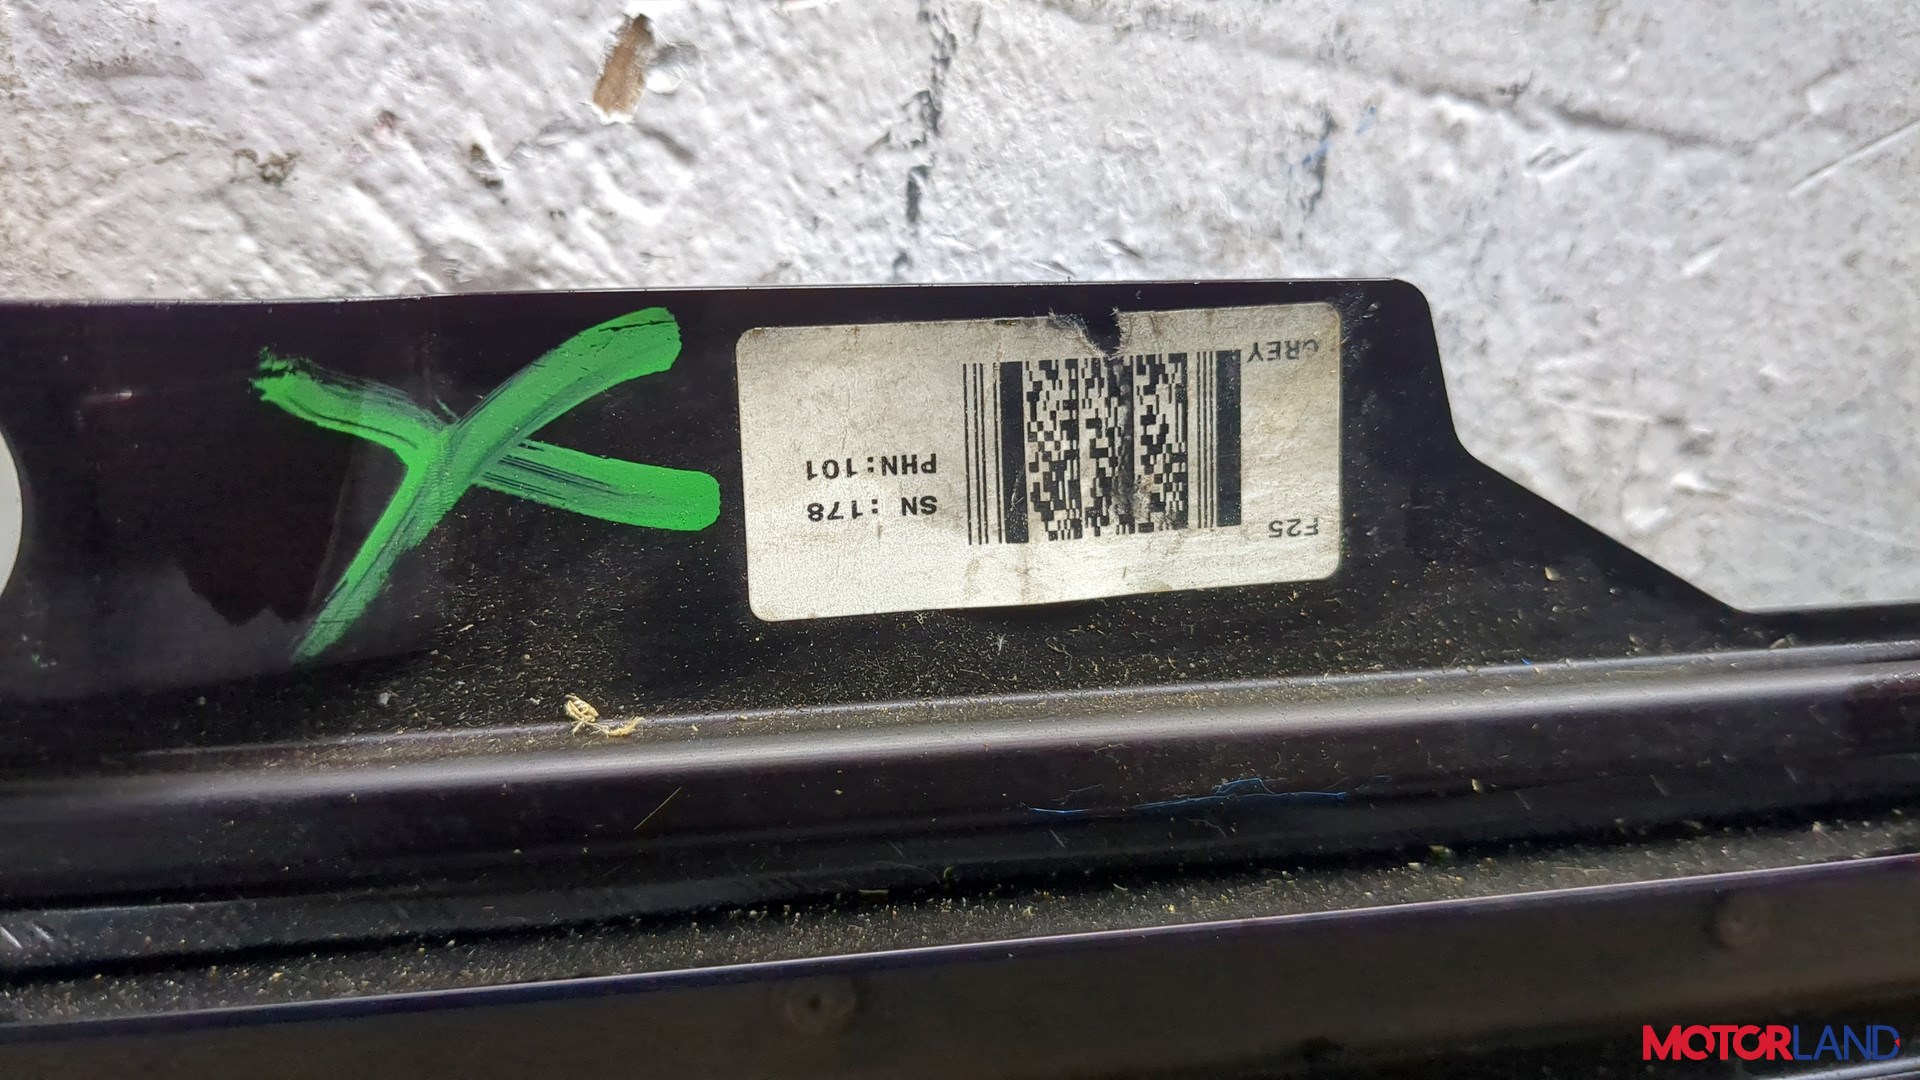 F25
GREY
SN :178
PHN:101
MOTORLAND